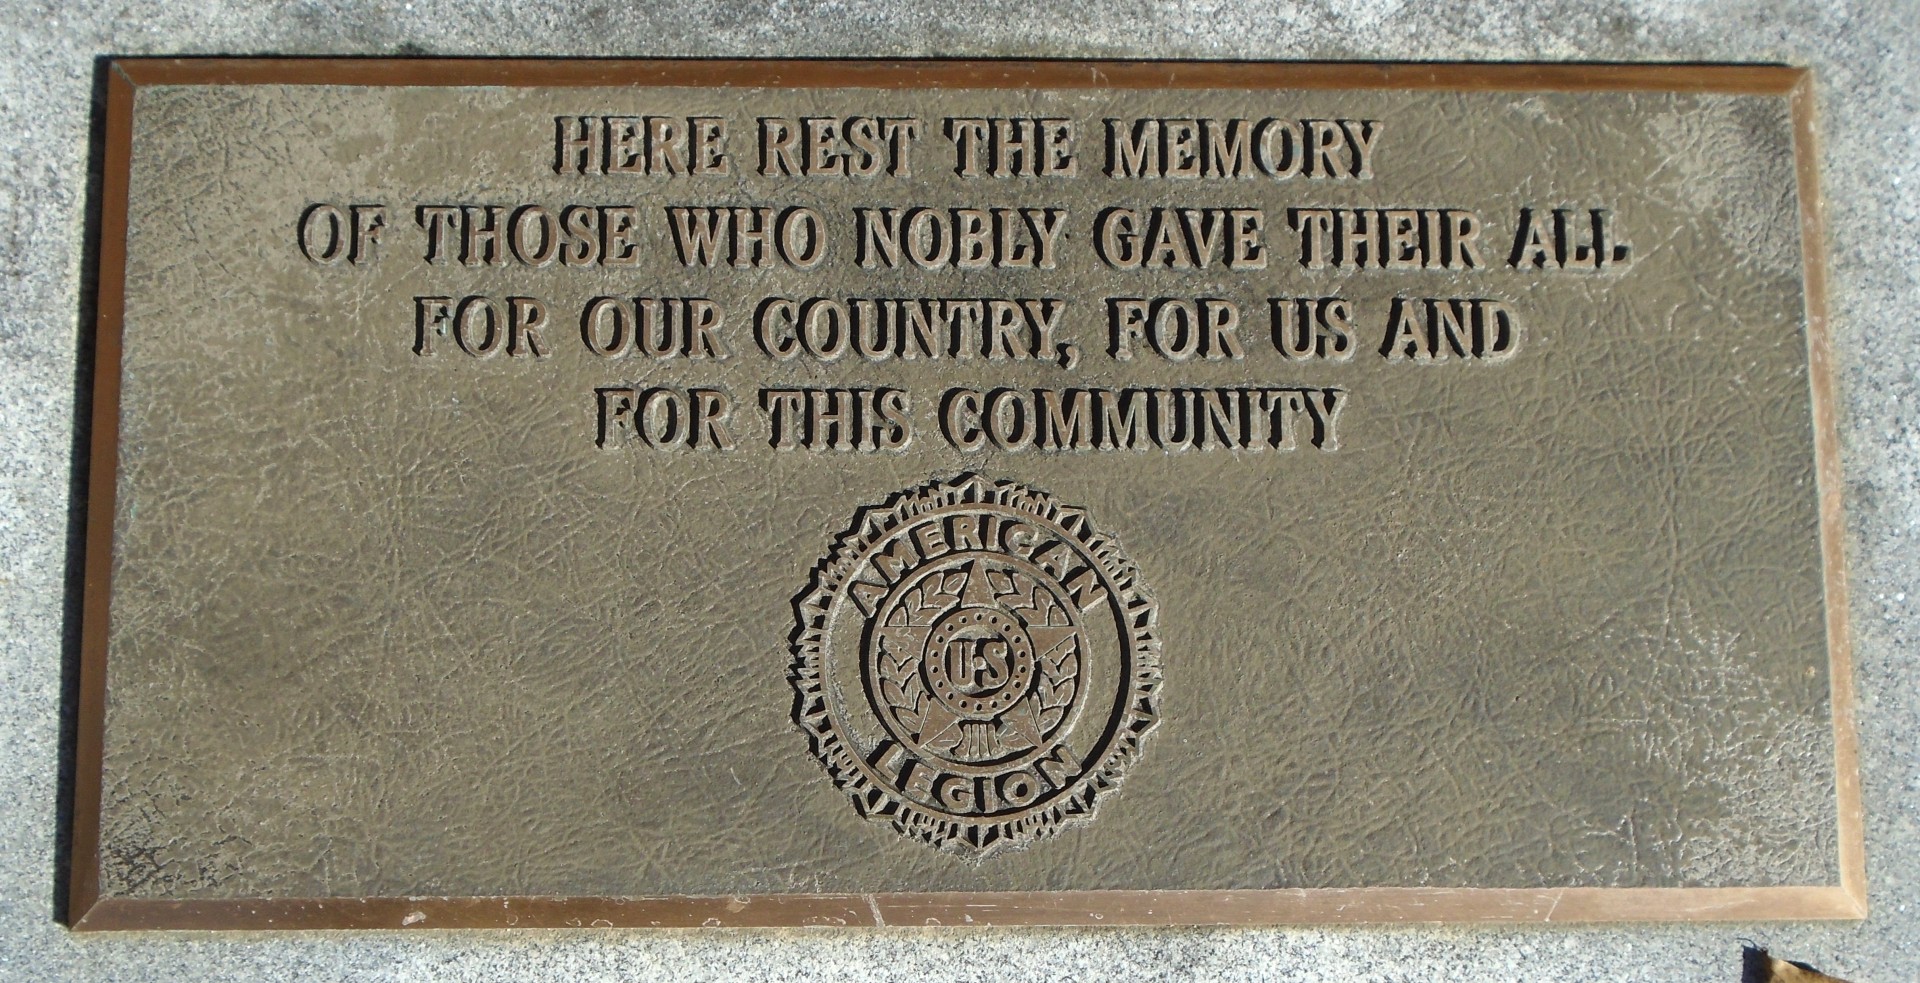 HERE REST THE MEMORY
OF THOSE WHO NOBLY GAVE THEIR ALL
FOR OUR COUNTRY, FOR US AND
FOR THIS COMMUNITY
AMERICAN
U·S
LEGION